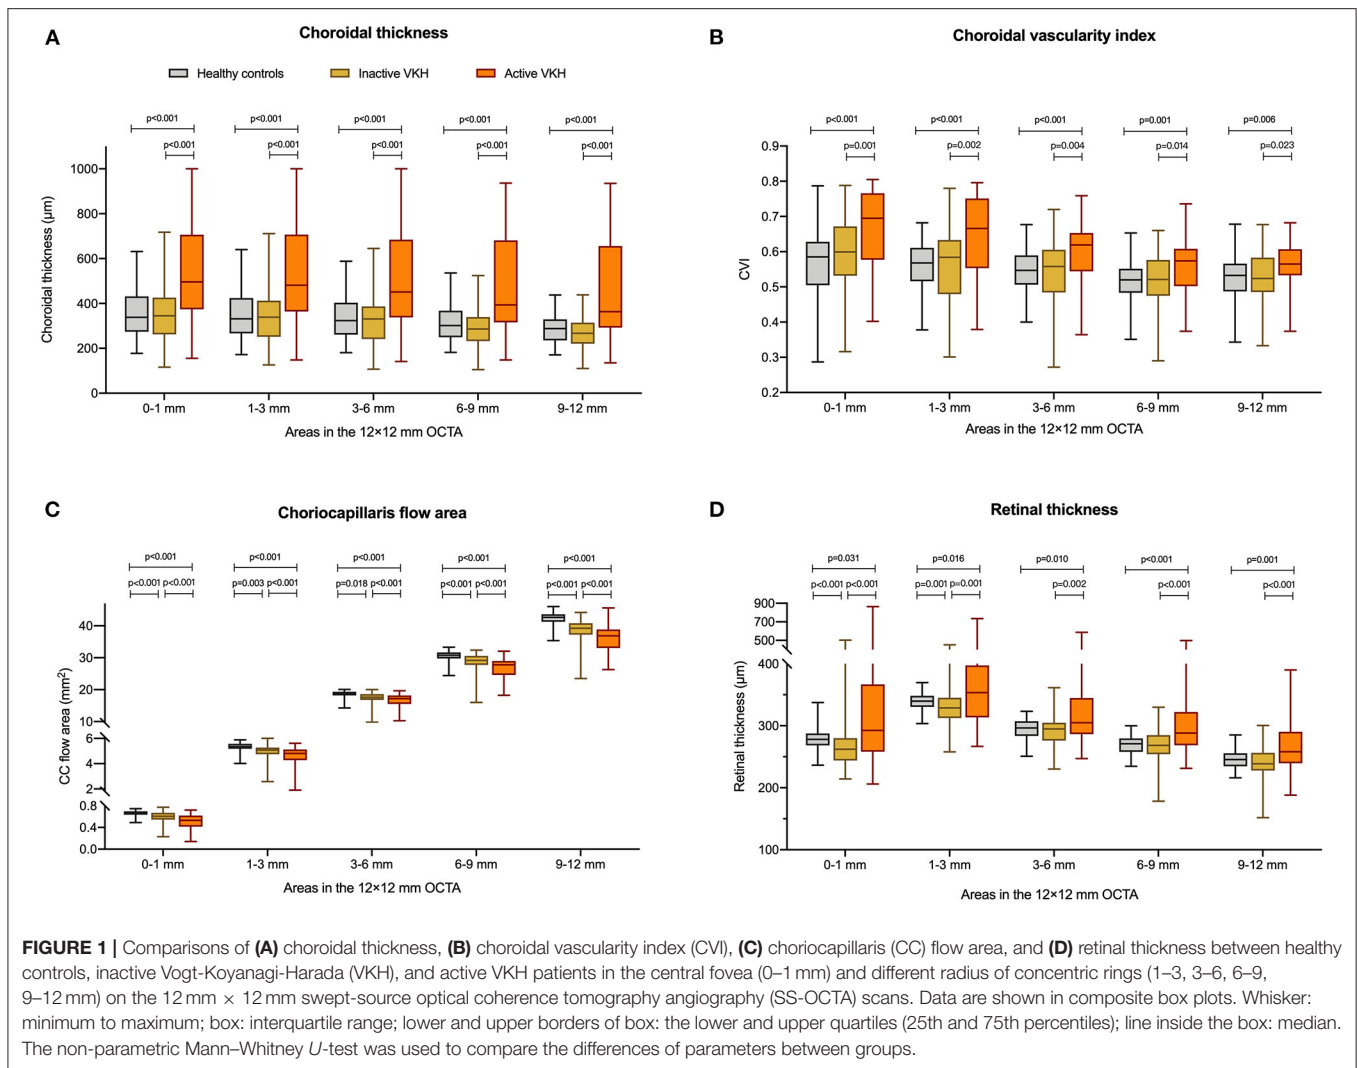 A
Choroidal thickness
Healthy controls
Inactive VKH
Active VKH
p<0.001 p<0.001 p<0.001 p<0.001 p<0.001
p<0.001 p<0.001 p<0.001 p<0.001 p<0.001
Choroidal thickness (μm)
1000
800
600
400
200
0
0-1 mm 1-3 mm 3-6 mm 6-9 mm 9-12 mm
Areas in the 12×12 mm OCTA
B
Choroidal vascularity index
p<0.001 p<0.001 p<0.001 p=0.001 p=0.006
p=0.001 p=0.002 p=0.004 p=0.014 p=0.023
CVI
0.9
0.8
0.7
0.6
0.5
0.4
0.3
0.2
0-1 mm 1-3 mm 3-6 mm 6-9 mm 9-12 mm
Areas in the 12×12 mm OCTA
C
Choriocapillaris flow area
p<0.001 p<0.001 p<0.001 p<0.001 p<0.001
p<0.001 p<0.001 p=0.003 p<0.001 p=0.018 p<0.001 p<0.001 p<0.001 p<0.001 p<0.001
CC flow area (mm²)
40
30
20
10
6
4
2
0.8
0.4
0.0
0-1 mm 1-3 mm 3-6 mm 6-9 mm 9-12 mm
Areas in the 12×12 mm OCTA
D
Retinal thickness
p=0.031 p=0.016 p=0.010 p<0.001 p=0.001
p<0.001 p<0.001 p=0.001 p=0.001 p=0.002 p<0.001 p<0.001
Retinal thickness (μm)
900
700
500
400
300
200
100
0-1 mm 1-3 mm 3-6 mm 6-9 mm 9-12 mm
Areas in the 12×12 mm OCTA
FIGURE 1 | Comparisons of (A) choroidal thickness, (B) choroidal vascularity index (CVI), (C) choriocapillaris (CC) flow area, and (D) retinal thickness between healthy
controls, inactive Vogt-Koyanagi-Harada (VKH), and active VKH patients in the central fovea (0–1 mm) and different radius of concentric rings (1–3, 3–6, 6–9,
9–12 mm) on the 12 mm × 12 mm swept-source optical coherence tomography angiography (SS-OCTA) scans. Data are shown in composite box plots. Whisker:
minimum to maximum; box: interquartile range; lower and upper borders of box: the lower and upper quartiles (25th and 75th percentiles); line inside the box: median.
The non-parametric Mann–Whitney U-test was used to compare the differences of parameters between groups.